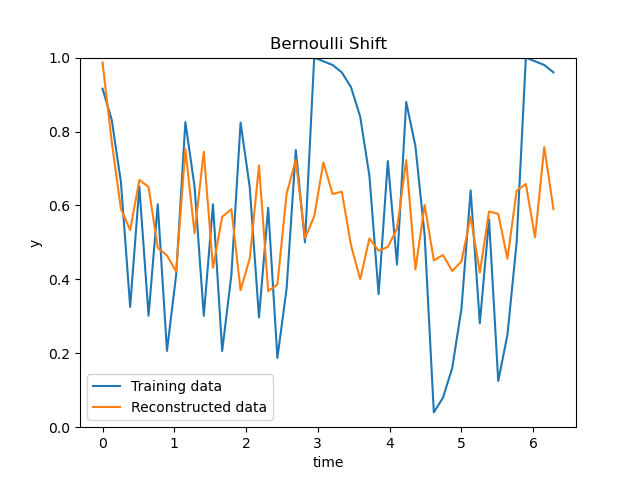 Bernoulli Shift
1.0
0.8
0.6
0.4
0.2
0.0
y
Training data
Reconstructed data
0 1 2 3 4 5 6
time